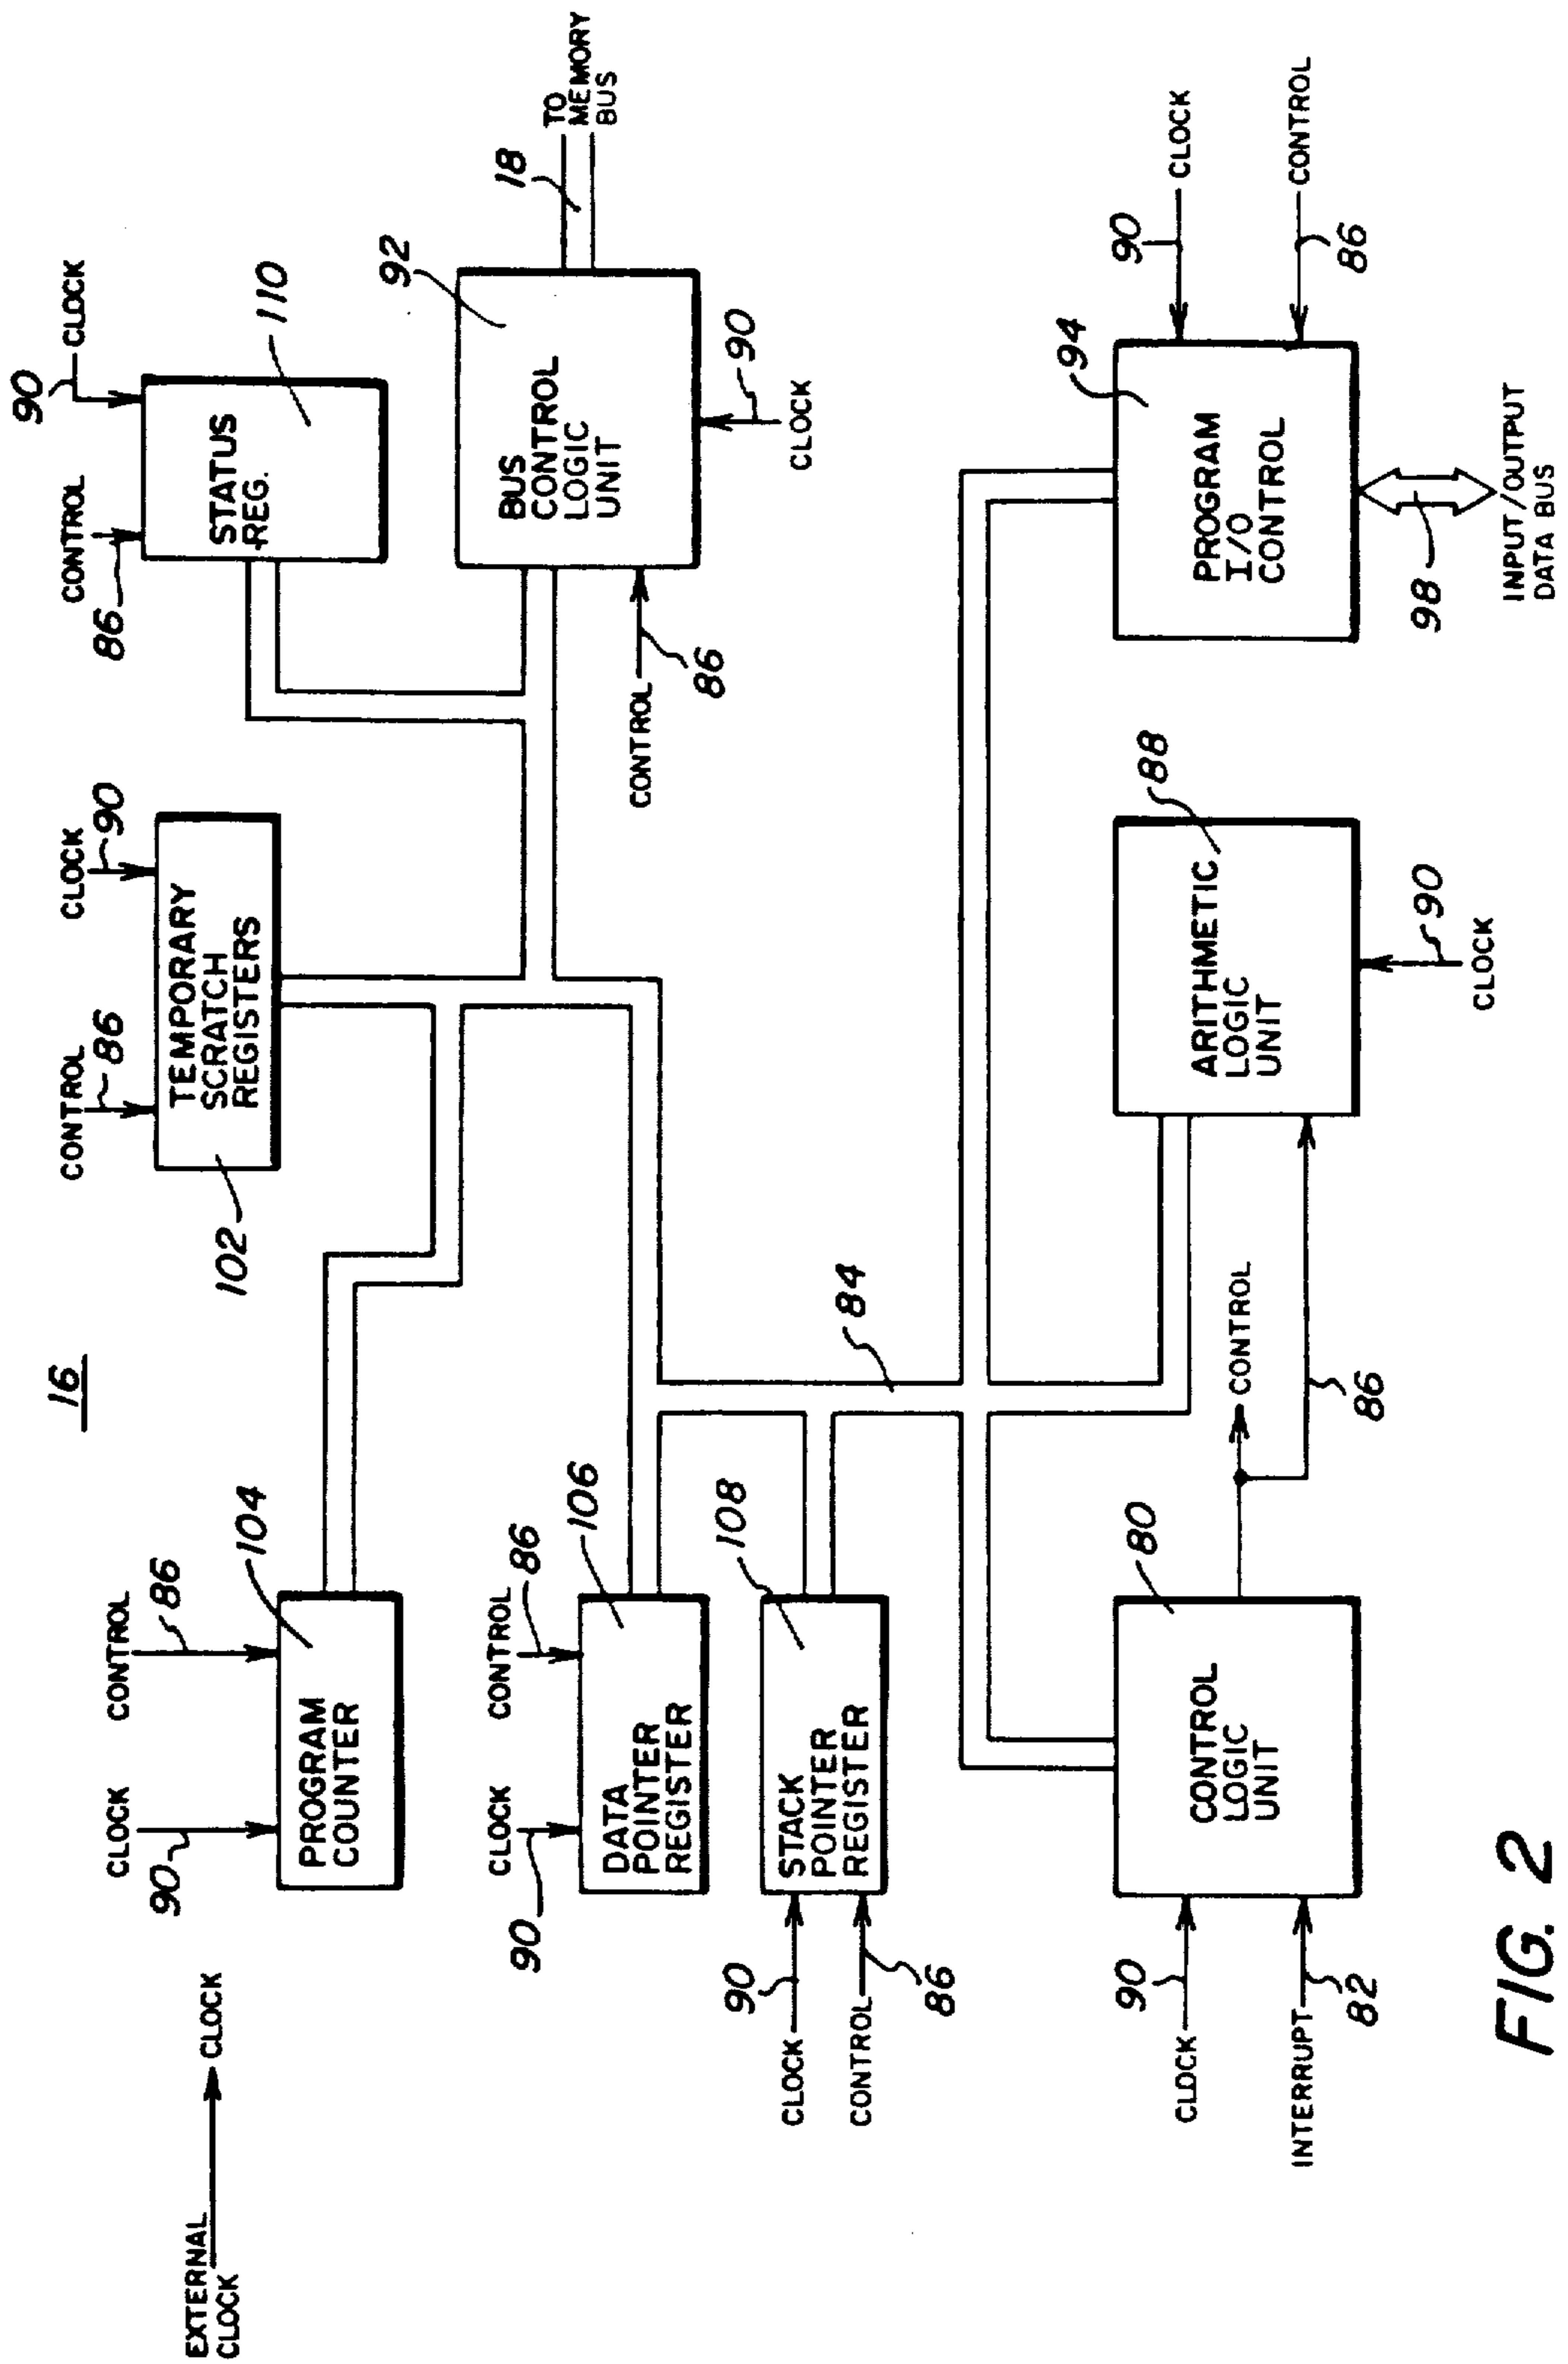 16
EXTERNAL
CLOCK
CLOCK
CLOCK
90
CONTROL
86
104
PROGRAM
COUNTER
CONTROL
86
CLOCK
90
102
TEMPORARY
SCRATCH
REGISTERS
CONTROL
86
90
CLOCK
STATUS
REG.
110
CLOCK
90
CONTROL
86
106
DATA
POINTER
REGISTER
92
BUS
CONTROL
LOGIC
UNIT
18
TO
MEMORY
BUS
CONTROL
86
90
CLOCK
CLOCK
90
CONTROL
86
108
STACK
POINTER
REGISTER
84
CLOCK
90
INTERRUPT
82
80
CONTROL
LOGIC
UNIT
CONTROL
86
88
ARITHMETIC
LOGIC
UNIT
90
CLOCK
94
PROGRAM
I/O
CONTROL
90
CLOCK
CONTROL
86
98
INPUT/OUTPUT
DATA BUS
FIG. 2